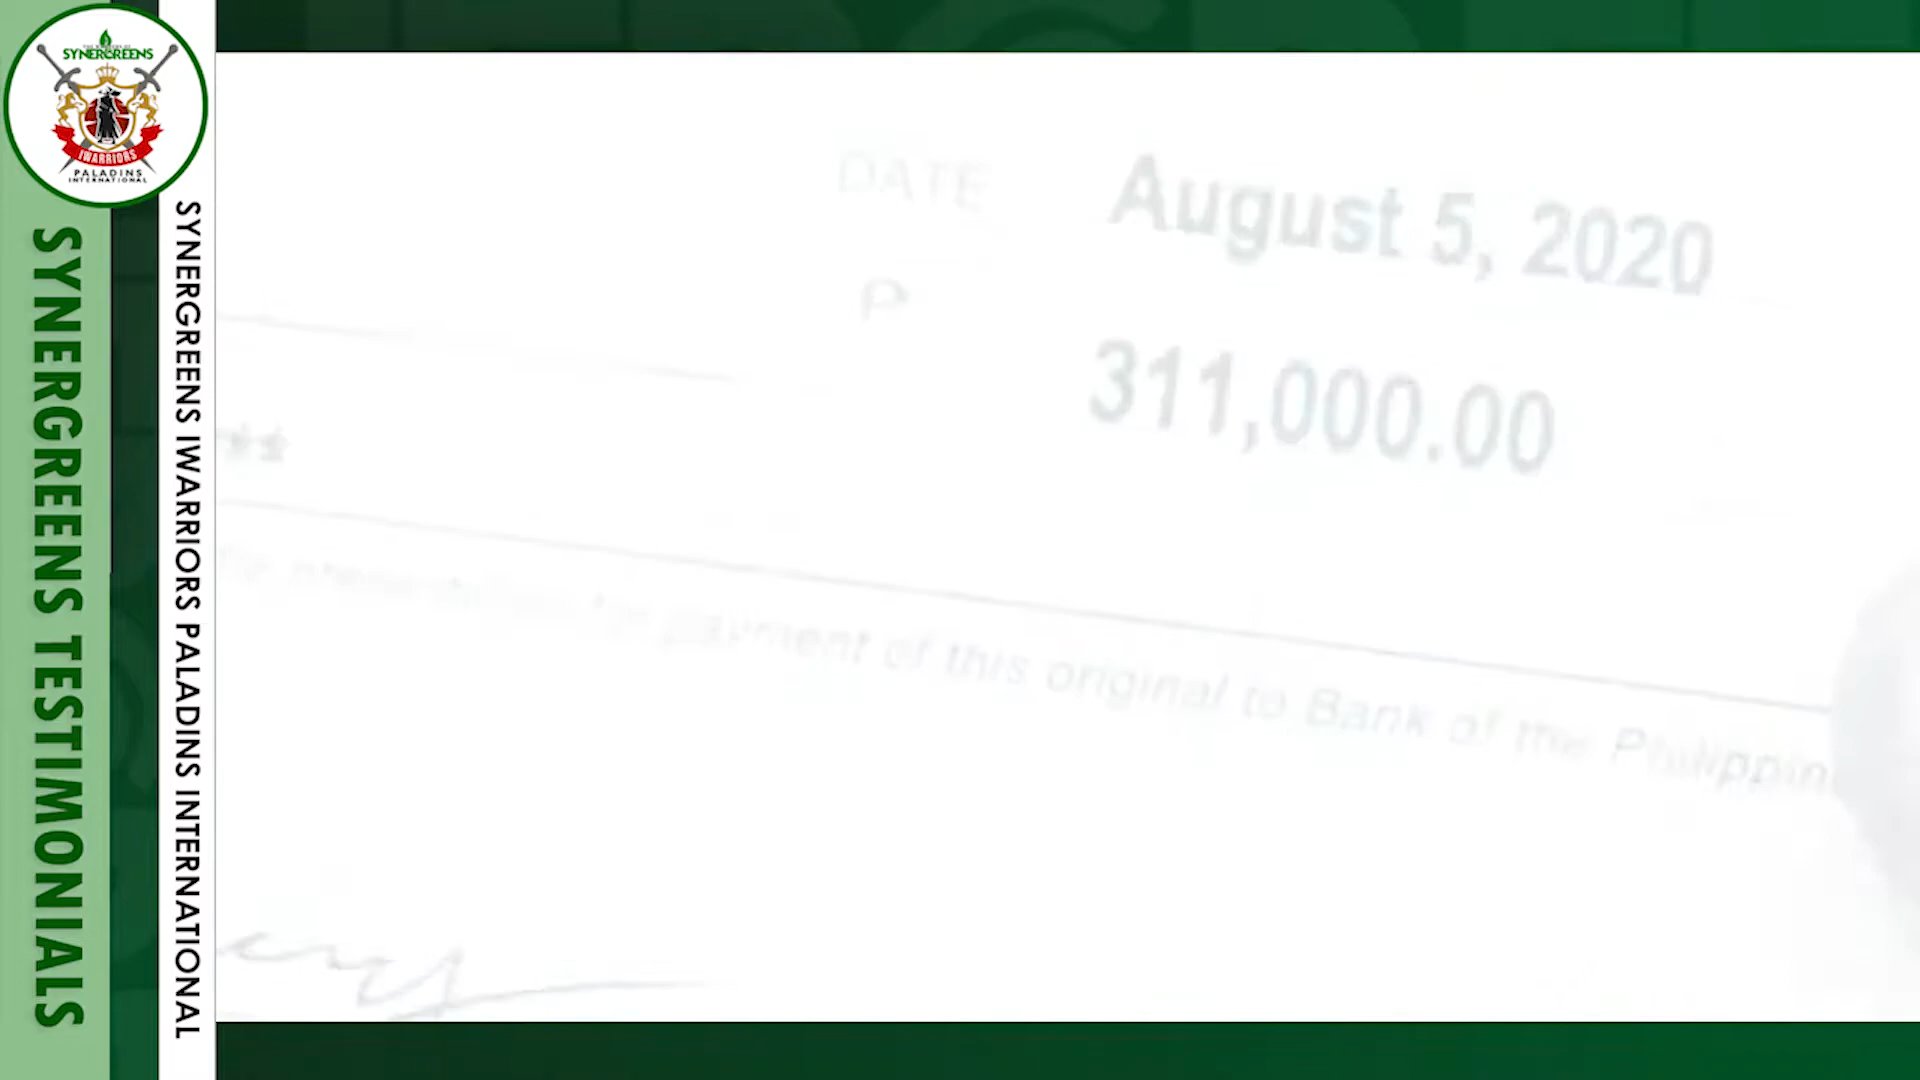 SYNERGREENS
IWARRIORS
PALADINS
INTERNATIONAL
SYNERGREENS TESTIMONIALS
SYNERGREENS IWARRIORS PALADINS INTERNATIONAL
DATE August 5, 2020
P 311,000.00
**
payment of this original to Bank of the Philippin